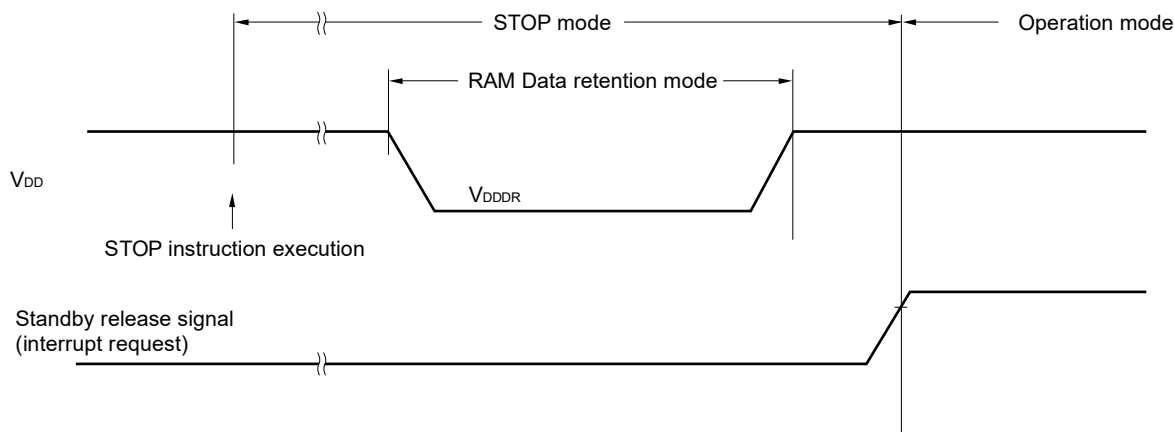 STOP mode
Operation mode
RAM Data retention mode
VDD
VDDDR
STOP instruction execution
Standby release signal
(interrupt request)